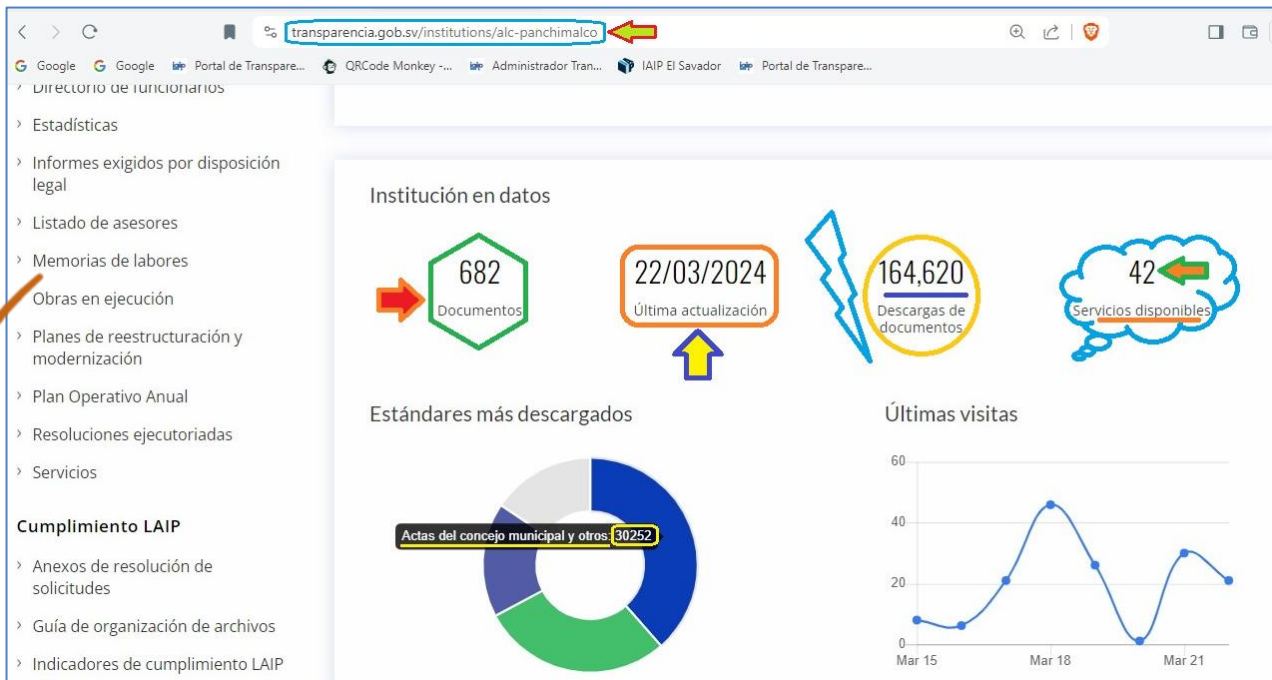 transparencia.gob.sv/institutions/alc-panchimalco
Google
Google
Portal de Transpare...
QRCode Monkey -...
Administrador Tran...
IAIP El Savador
Portal de Transpare...
Directorio de funcionarios
Estadísticas
Informes exigidos por disposición
legal
Listado de asesores
Memorias de labores
Obras en ejecución
Planes de reestructuración y
modernización
Plan Operativo Anual
Resoluciones ejecutoriadas
Servicios
Cumplimiento LAIP
Anexos de resolución de
solicitudes
Guía de organización de archivos
Indicadores de cumplimiento LAIP
Institución en datos
682
Documentos
22/03/2024
Última actualización
164,620
Descargas de
documentos
42
Servicios disponibles
Estándares más descargados
Actas del concejo municipal y otros: 30252
Últimas visitas
60
40
20
0
Mar 15
Mar 18
Mar 21